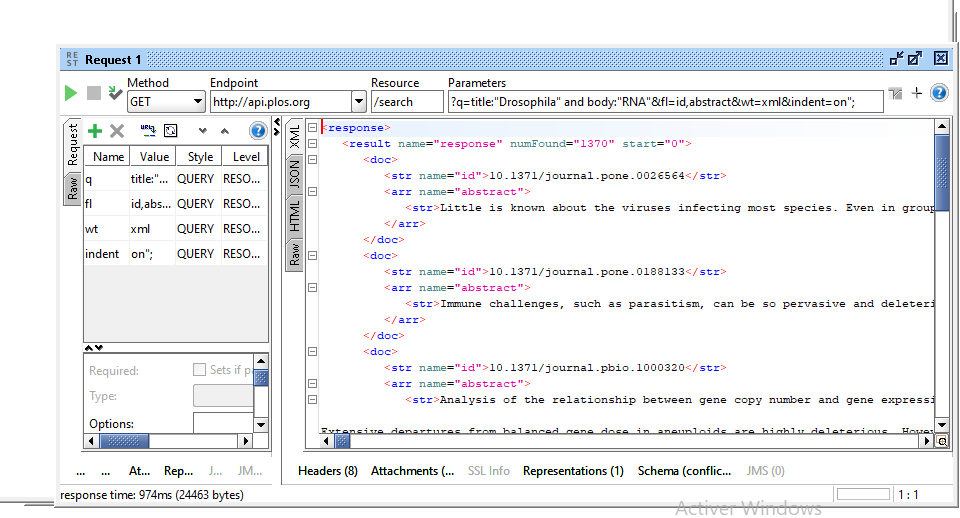 REST Request 1
Method Endpoint Resource Parameters
GET http://api.plos.org /search ?q=title:"Drosophila" and body:"RNA"&fl=id,abstract&wt=xml&indent=on";
Request
Raw
Name Value Style Level
q title:"... QUERY RESO...
fl id,abs... QUERY RESO...
wt xml QUERY RESO...
indent on"; QUERY RESO...
Required: Sets if
Type:
Options:
... ... At... Rep... J... JM...
XML
JSON
HTML
Raw
<response>
<result name="response" numFound="1370" start="0">
<doc>
<str name="id">10.1371/journal.pone.0026564</str>
<arr name="abstract">
<str>Little is known about the viruses infecting most species. Even in group
</arr>
</doc>
<doc>
<str name="id">10.1371/journal.pone.0188133</str>
<arr name="abstract">
<str>Immune challenges, such as parasitism, can be so pervasive and deleteri
</arr>
</doc>
<doc>
<str name="id">10.1371/journal.pbio.1000320</str>
<arr name="abstract">
<str>Analysis of the relationship between gene copy number and gene expressi
Extensive departures from balanced gene dose in aneuploids are highly deleterious. Howe
Headers (8) Attachments (... SSL Info Representations (1) Schema (conflic... JMS (0)
response time: 974ms (24463 bytes) 1 : 1
Activer Windows